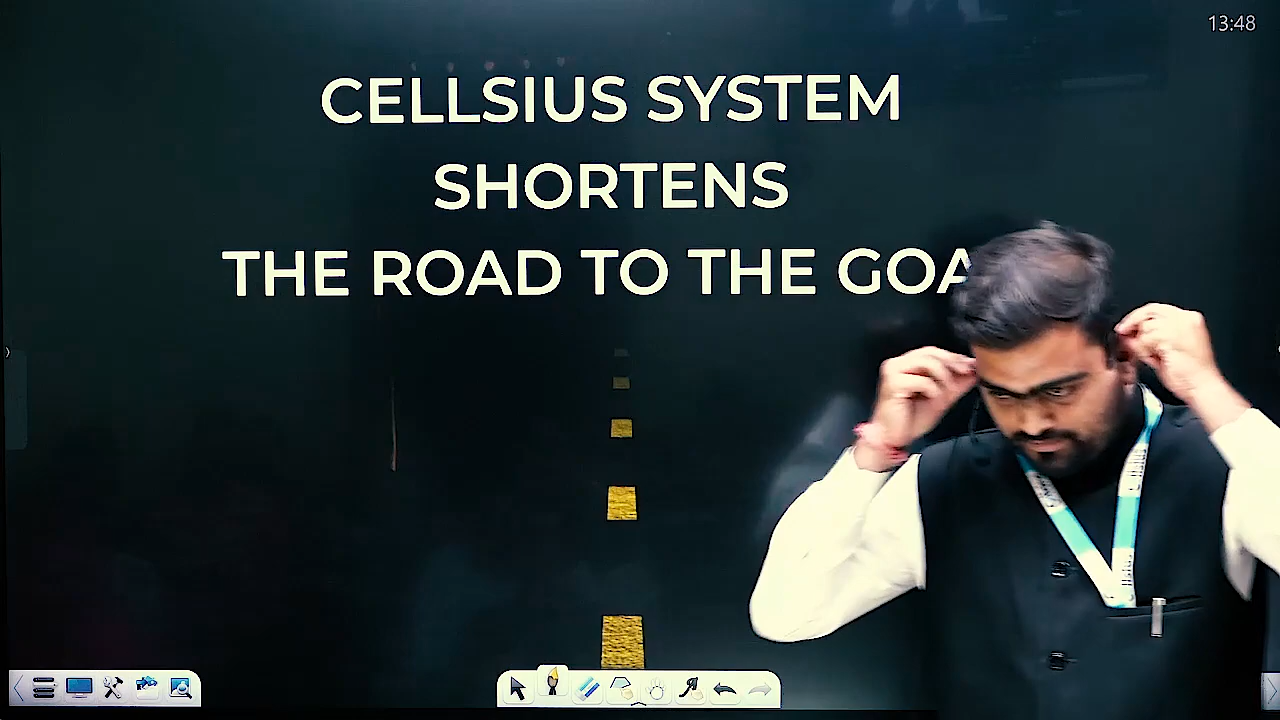 13:48
CELLSIUS SYSTEM
SHORTENS
THE ROAD TO THE GOA